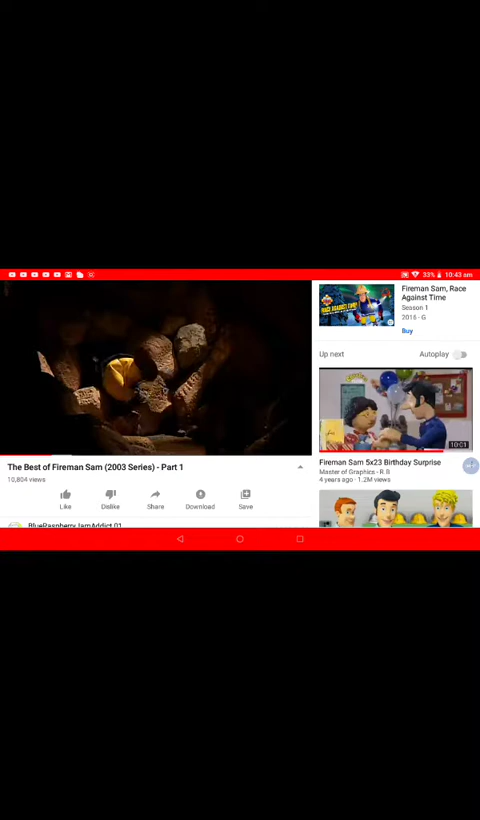 33% 10:43 am
Fireman Sam, Race
Against Time
Season 1
2016 - G
Buy
Up next
Autoplay
10:01
The Best of Fireman Sam (2003 Series) - Part 1
10,804 views
Like
Dislike
Share
Download
Save
Fireman Sam 5x23 Birthday Surprise
Master of Graphics - R.B
4 years ago · 1.2M views
BlueRaspberryJamAddict 01